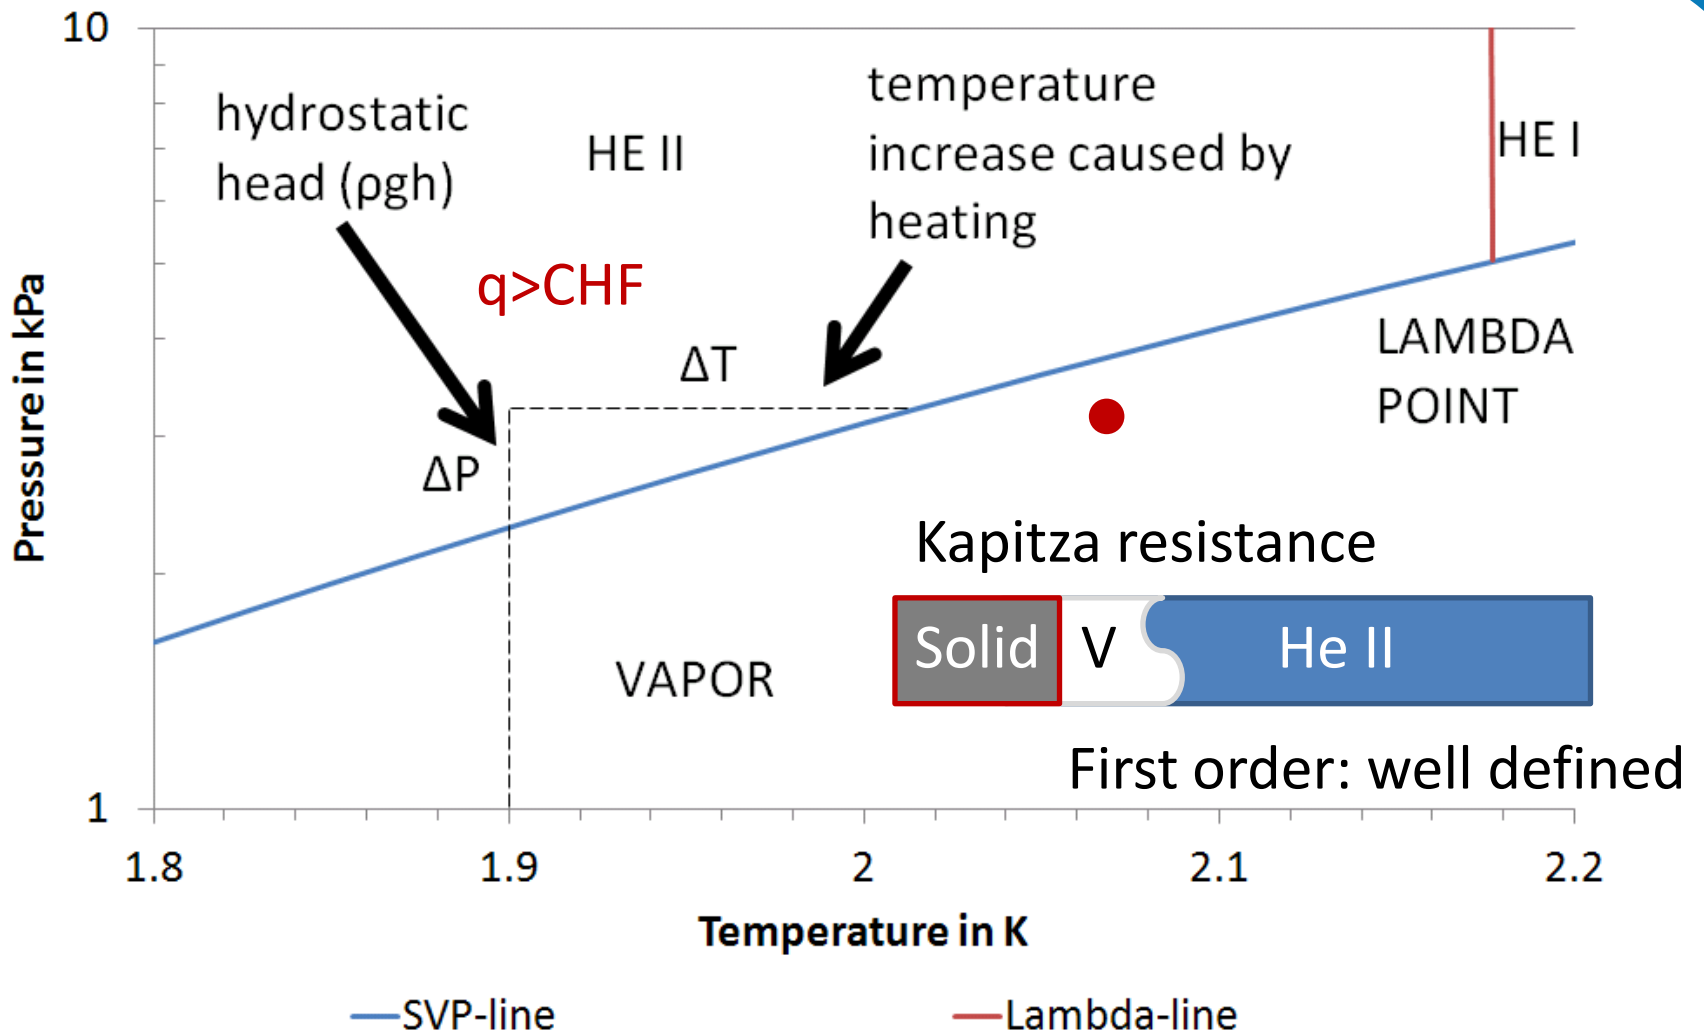 10
hydrostatic
head (ρgh)
HE II
temperature
increase caused by
heating
HE I
q>CHF
ΔT
ΔP
LAMBDA
POINT
Pressure in kPa
Kapitza resistance
Solid V He II
VAPOR
First order: well defined
1
1.8 1.9 2 2.1 2.2
Temperature in K
SVP-line Lambda-line